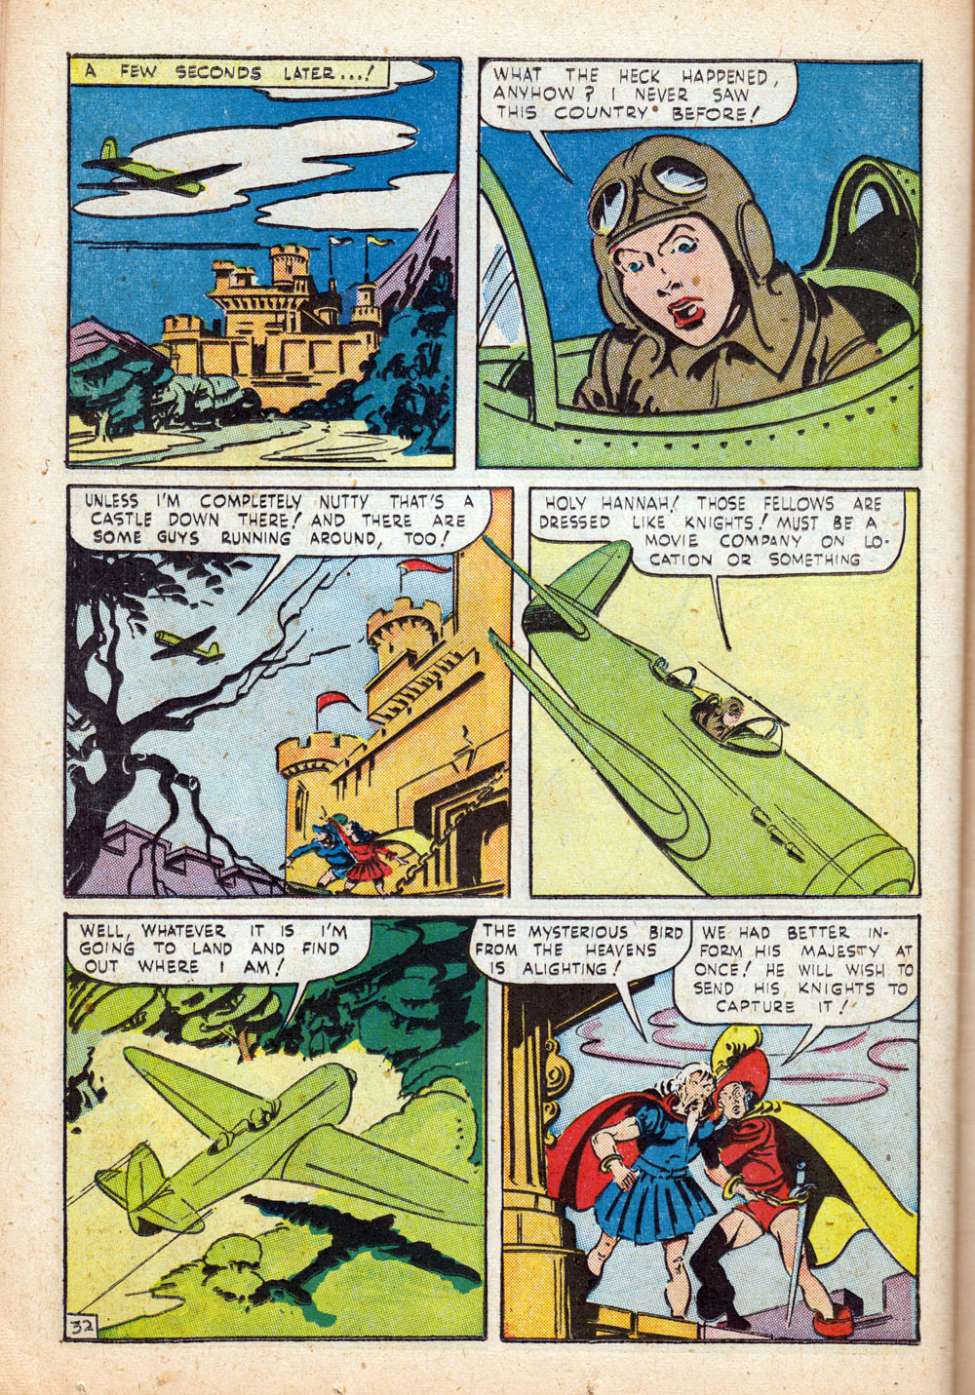 A FEW SECONDS LATER...!
WHAT THE HECK HAPPENED,
ANYHOW? I NEVER SAW
THIS COUNTRY BEFORE!
UNLESS I'M COMPLETELY NUTTY THAT'S A
CASTLE DOWN THERE! AND THERE ARE
SOME GUYS RUNNING AROUND, TOO!
HOLY HANNAH! THOSE FELLOWS ARE
DRESSED LIKE KNIGHTS! MUST BE A
MOVIE COMPANY ON LO-
CATION OR SOMETHING
WELL, WHATEVER IT IS I'M
GOING TO LAND AND FIND
OUT WHERE I AM!
THE MYSTERIOUS BIRD
FROM THE HEAVENS
IS ALIGHTING!
WE HAD BETTER IN-
FORM HIS MAJESTY AT
ONCE! HE WILL WISH TO
SEND HIS KNIGHTS TO
CAPTURE IT!
32